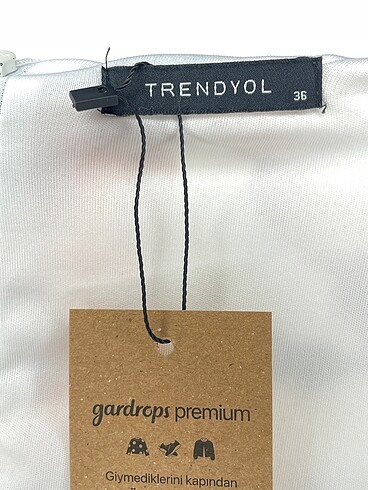 TRENDYOL
36
gardrops premium
Giymediklerini kapından